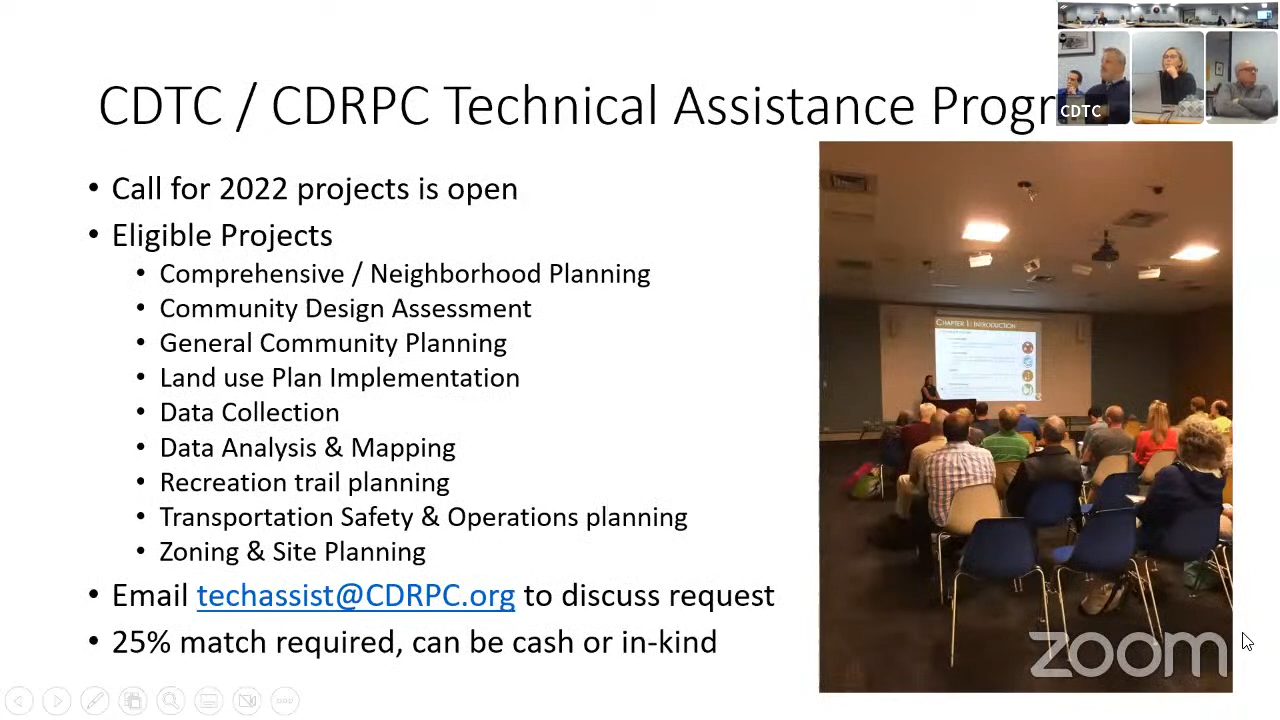 CDTC / CDRPC Technical Assistance Progr
CDTC
• Call for 2022 projects is open
• Eligible Projects
• Comprehensive / Neighborhood Planning
• Community Design Assessment
• General Community Planning
• Land use Plan Implementation
• Data Collection
• Data Analysis & Mapping
• Recreation trail planning
• Transportation Safety & Operations planning
• Zoning & Site Planning
• Email techassist@CDRPC.org to discuss request
• 25% match required, can be cash or in-kind
CHAPTER 1: INTRODUCTION
zoom